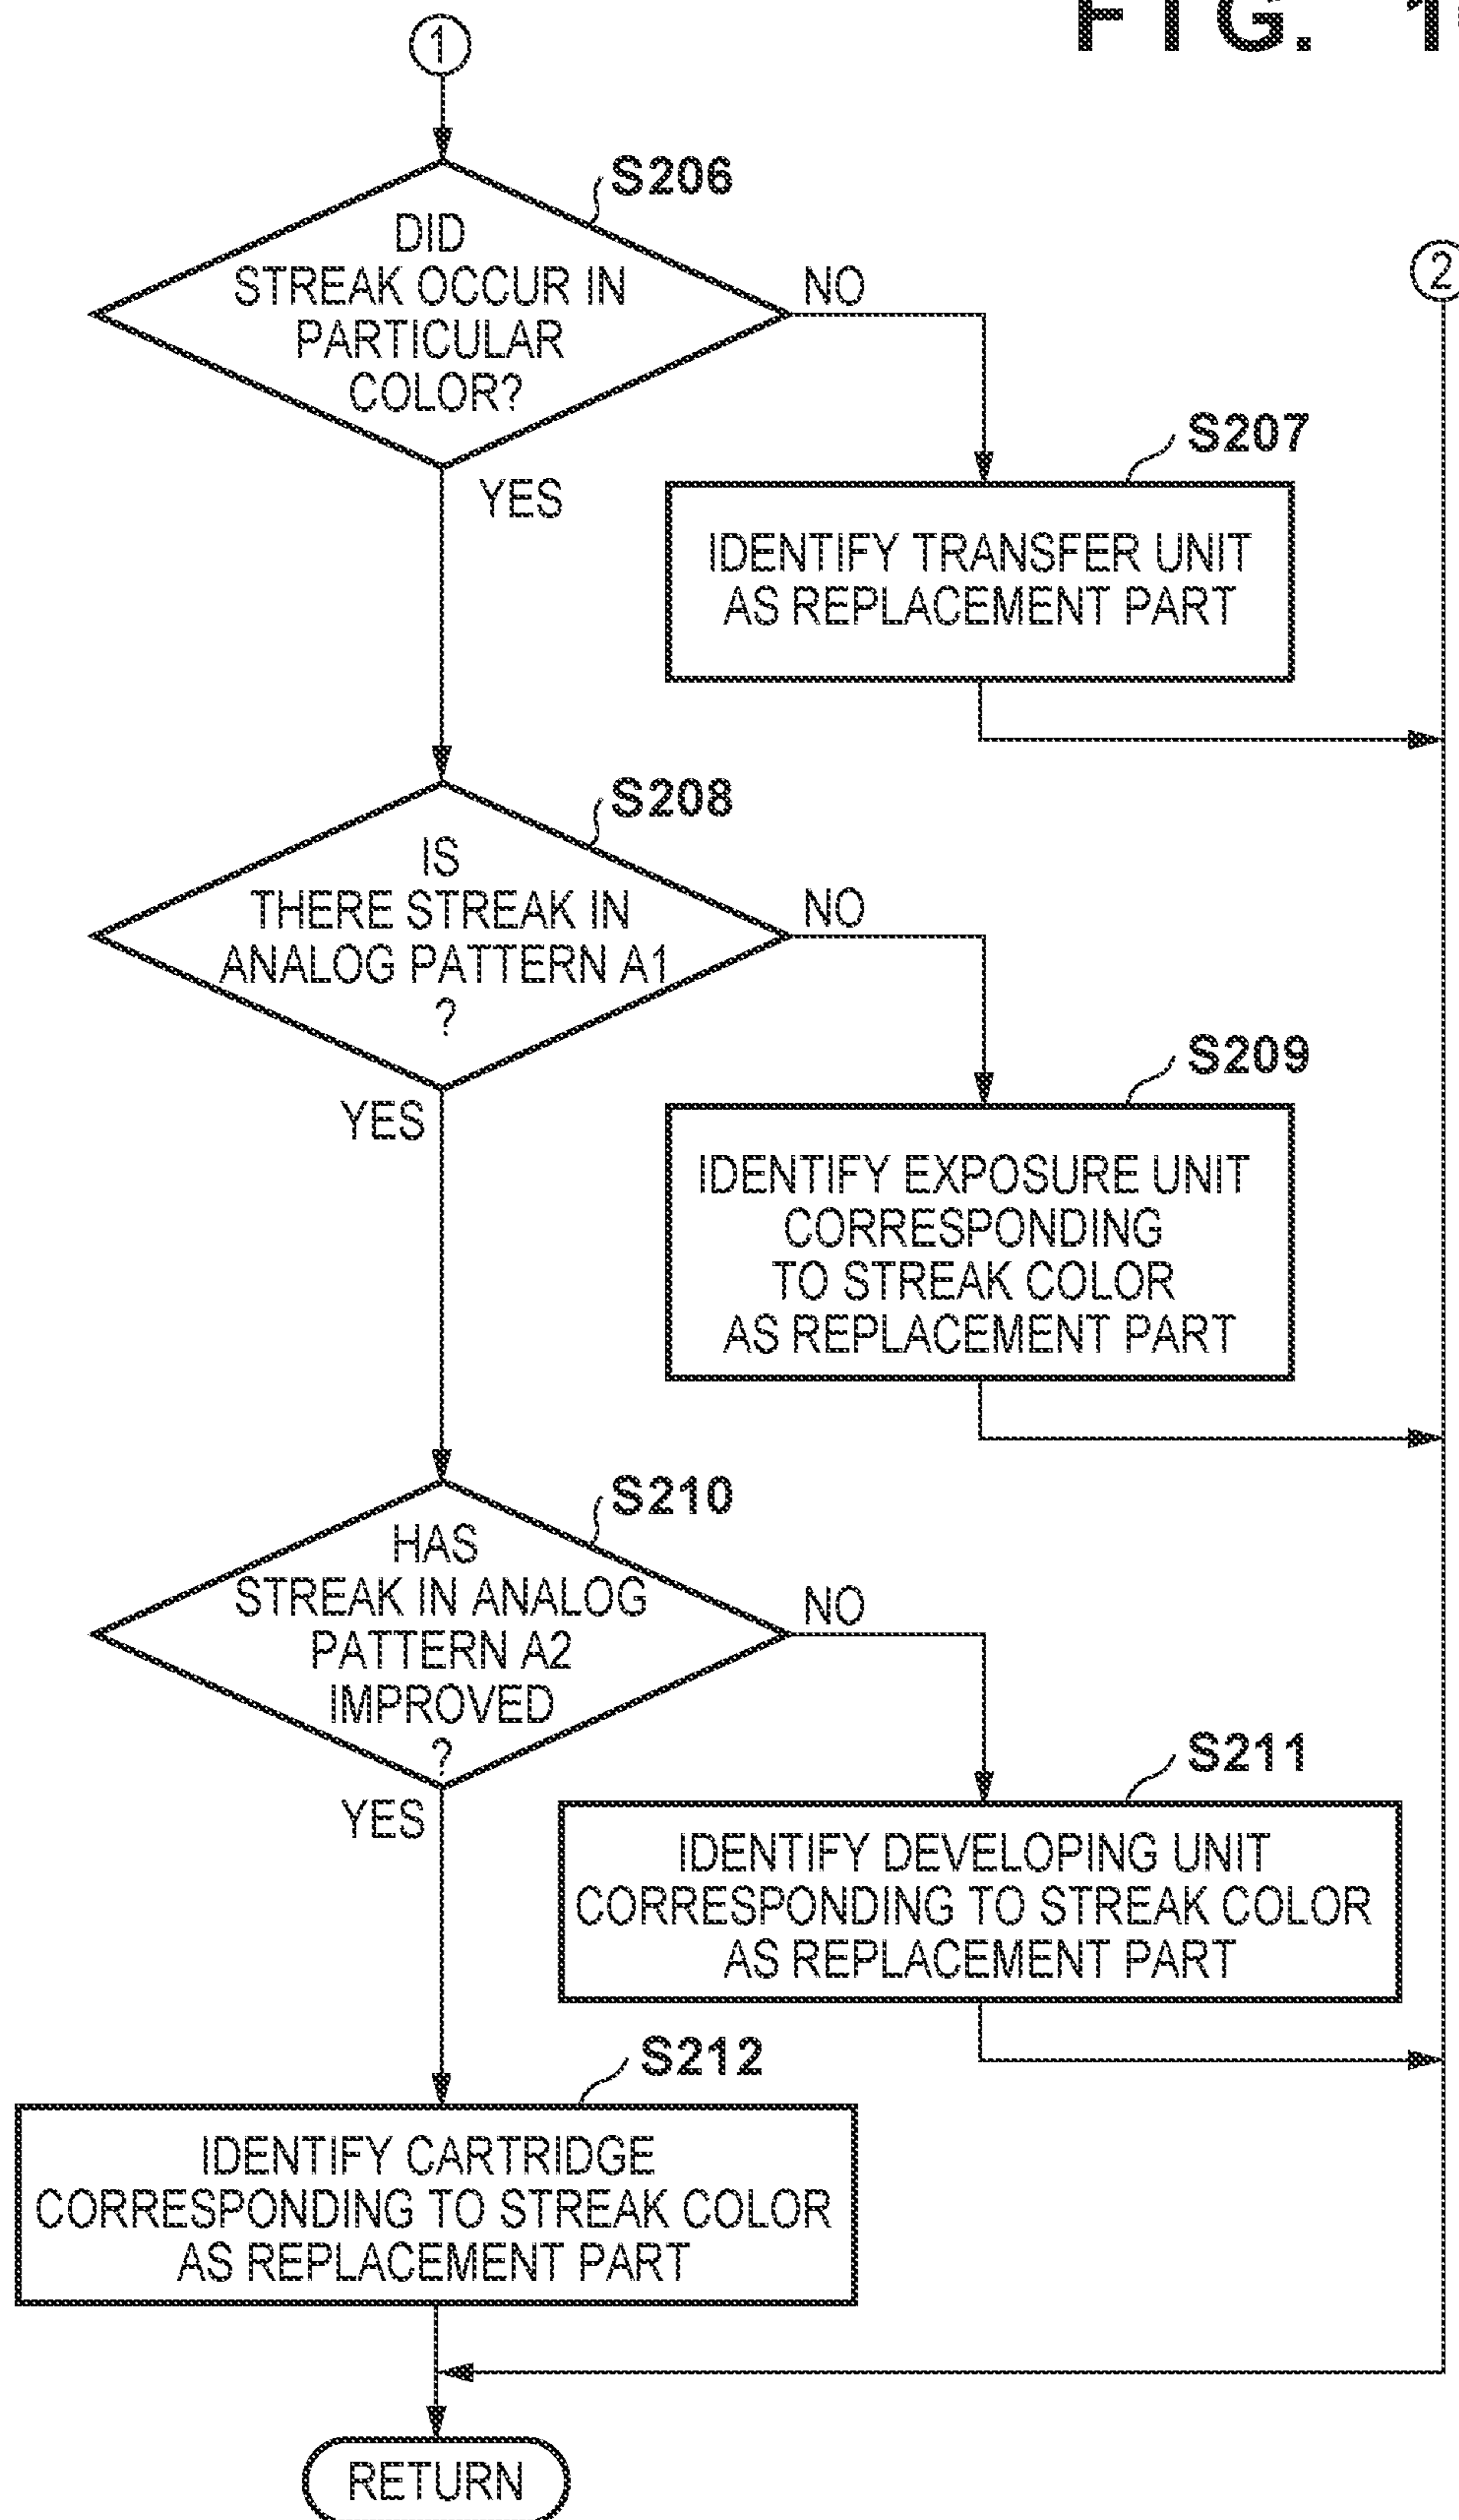 FIG. 1
1
S206
DID
STREAK OCCUR IN
PARTICULAR
COLOR?
NO
2
YES
S207
IDENTIFY TRANSFER UNIT
AS REPLACEMENT PART
S208
IS
THERE STREAK IN
ANALOG PATTERN A1
?
NO
YES
S209
IDENTIFY EXPOSURE UNIT
CORRESPONDING
TO STREAK COLOR
AS REPLACEMENT PART
S210
HAS
STREAK IN ANALOG
PATTERN A2
IMPROVED
?
NO
YES
S211
IDENTIFY DEVELOPING UNIT
CORRESPONDING TO STREAK COLOR
AS REPLACEMENT PART
S212
IDENTIFY CARTRIDGE
CORRESPONDING TO STREAK COLOR
AS REPLACEMENT PART
RETURN